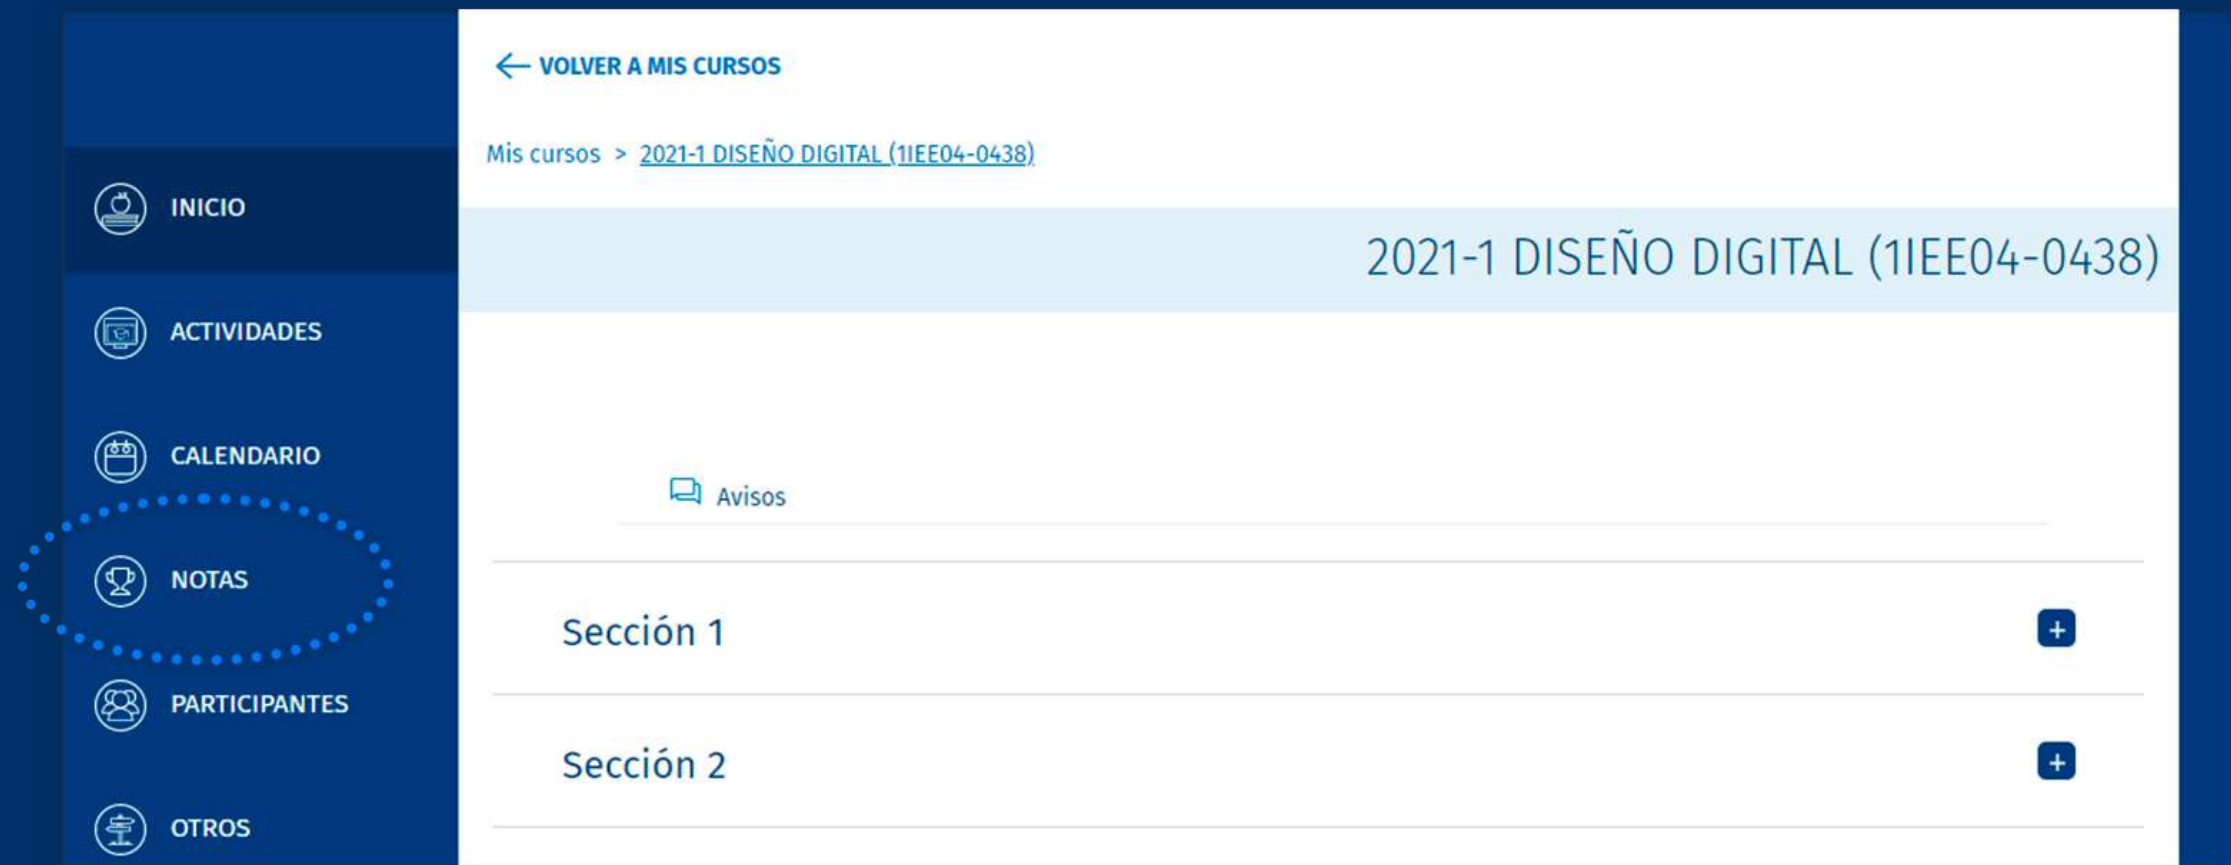 VOLVER A MIS CURSOS
Mis cursos > 2021-1 DISEÑO DIGITAL (1IEE04-0438)
2021-1 DISEÑO DIGITAL (1IEE04-0438)
INICIO
ACTIVIDADES
CALENDARIO
NOTAS
PARTICIPANTES
OTROS
Avisos
Sección 1
Sección 2